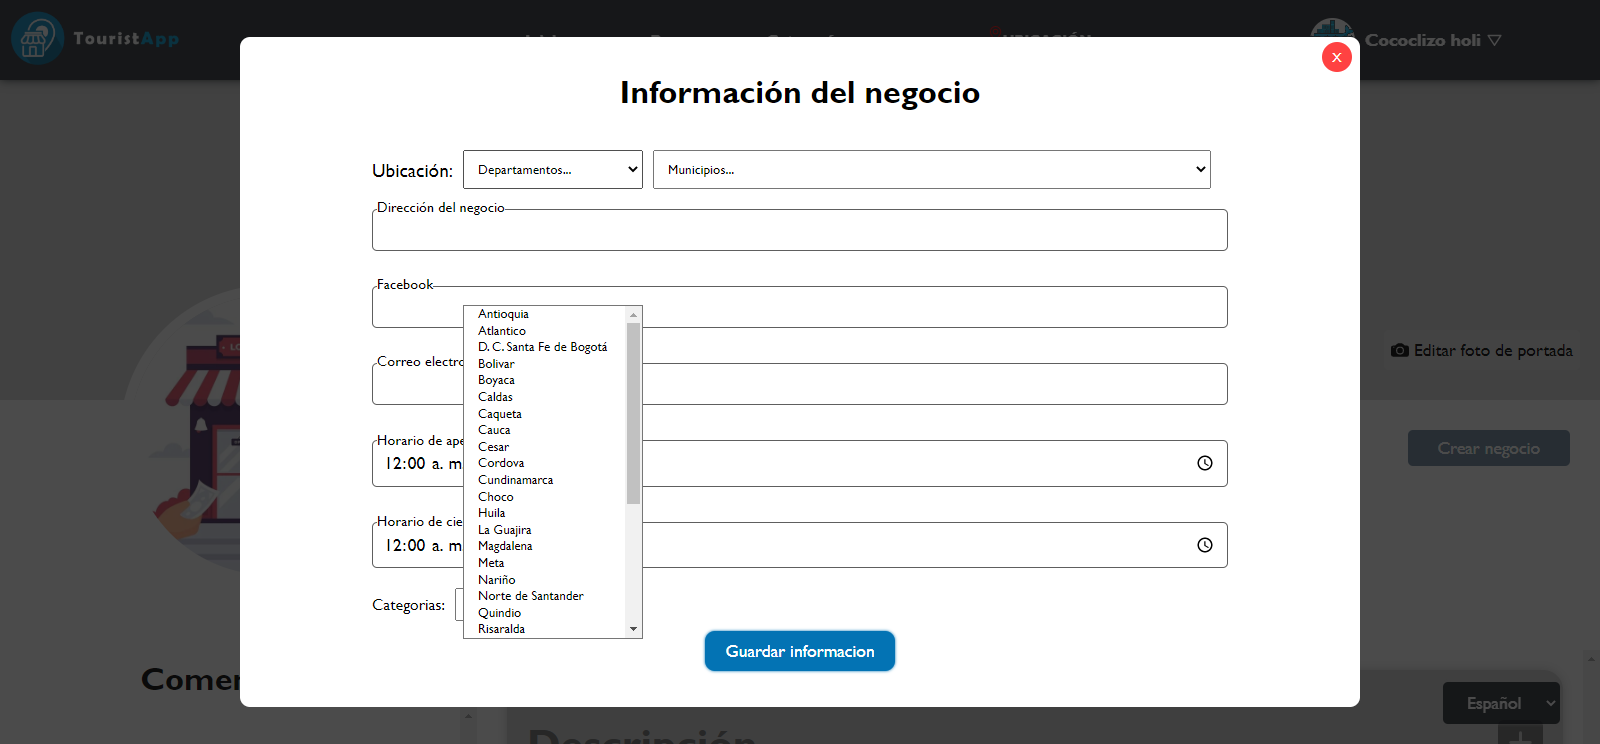 TouristApp
UBICACIÓN
Cococlizo holi
X
Información del negocio
Ubicación:
Departamentos...
Municipios...
Dirección del negocio
Facebook
Antioquia
Atlantico
D. C. Santa Fe de Bogotá
Bolivar
Boyaca
Caldas
Caqueta
Cauca
Cesar
Cordova
Cundinamarca
Choco
Huila
La Guajira
Magdalena
Meta
Nariño
Norte de Santander
Quindio
Risaralda
Editar foto de portada
Correo electro
Horario de ape
12:00 a. m.
Crear negocio
Horario de cie
12:00 a. m.
Categorias:
Guardar informacion
Comer
Español
Descripción